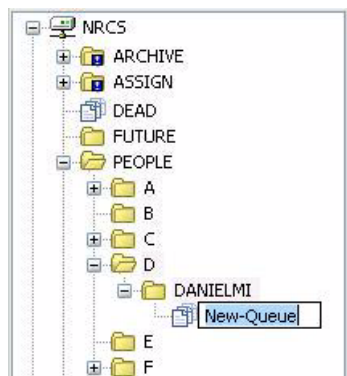 NRCS
ARCHIVE
ASSIGN
DEAD
FUTURE
PEOPLE
A
B
C
D
DANIELMI
New-Queue
E
F